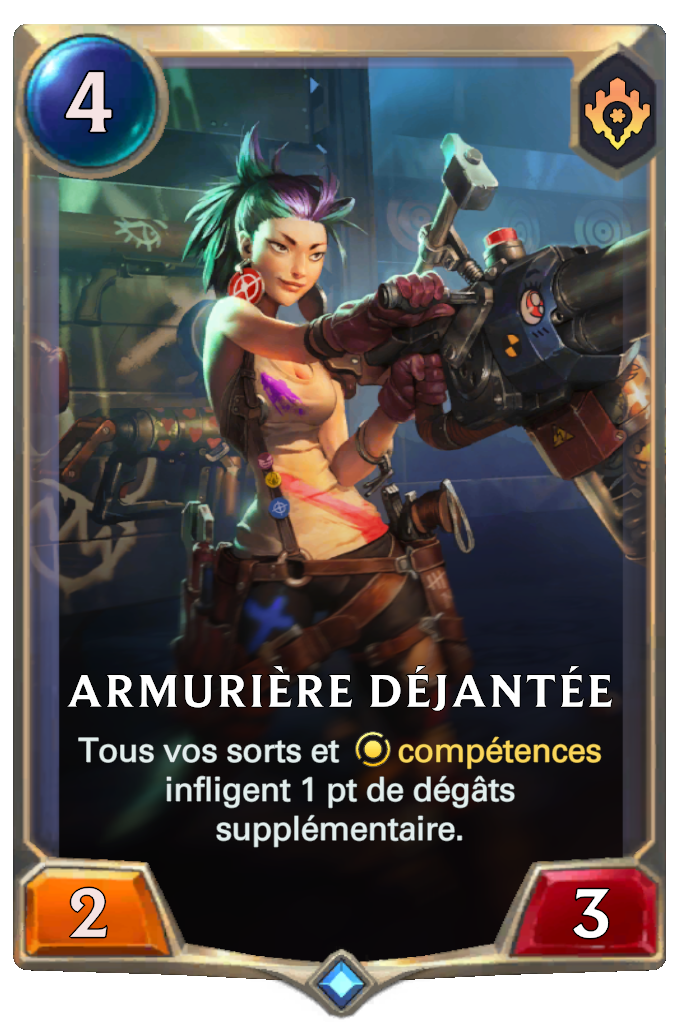 4
ARMURIÈRE DÉJANTÉE
Tous vos sorts et compétences
infligent 1 pt de dégâts
supplémentaire.
2
3